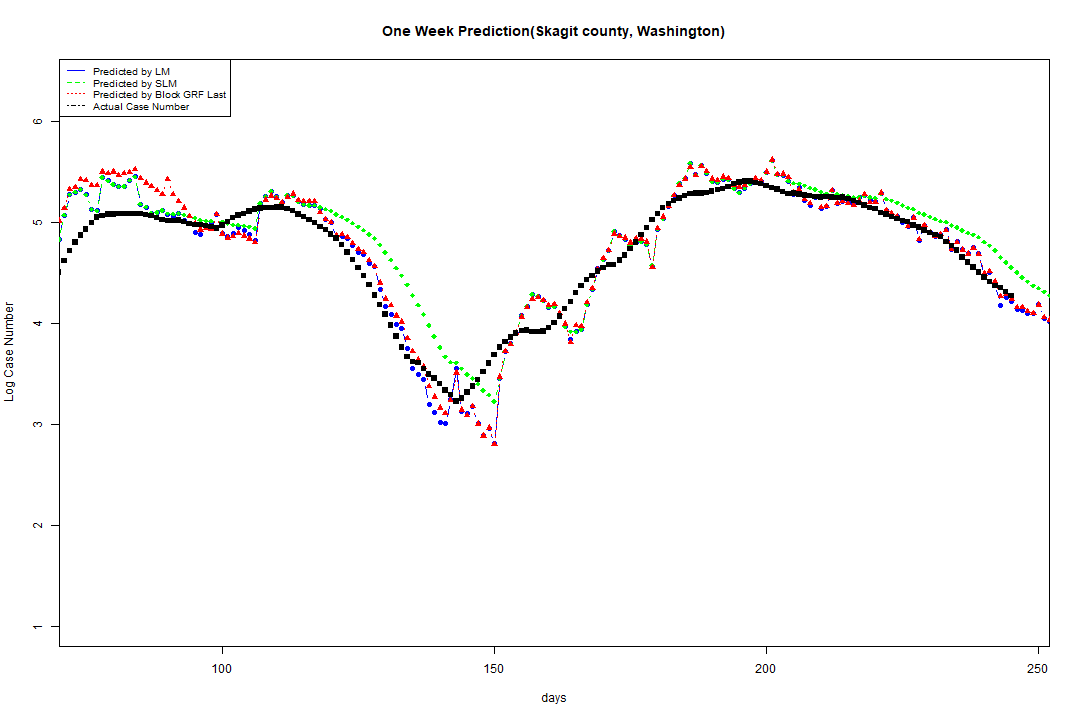 One Week Prediction(Skagit county, Washington)
Predicted by LM
Predicted by SLM
Predicted by Block GRF Last
Actual Case Number
6
5
4
3
2
1
Log Case Number
100 150 200 250
days